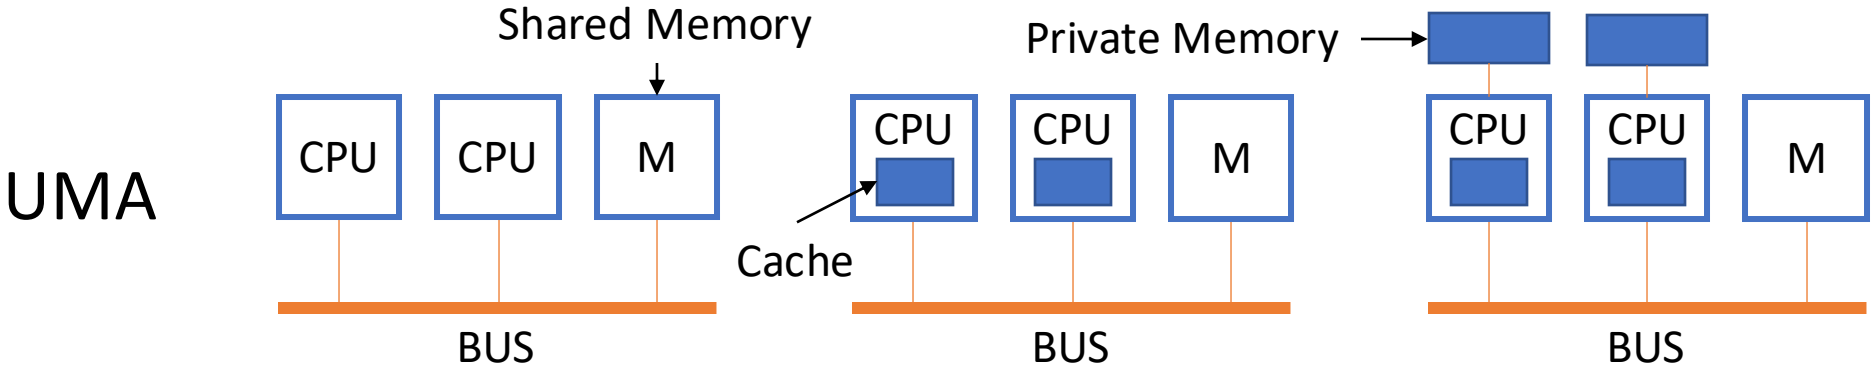 Shared Memory
Private Memory
CPU CPU M
CPU CPU M
CPU CPU M
UMA
Cache
BUS
BUS
BUS